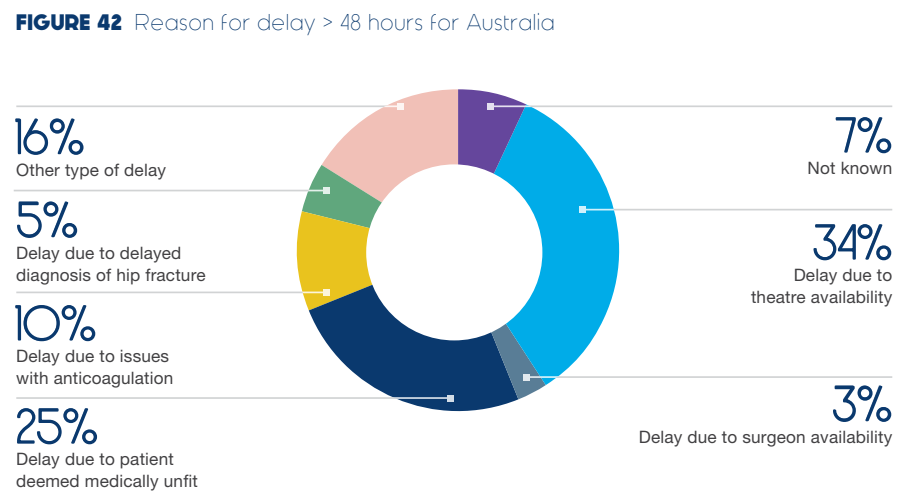 FIGURE 42 Reason for delay > 48 hours for Australia
16%
Other type of delay
5%
Delay due to delayed
diagnosis of hip fracture
10%
Delay due to issues
with anticoagulation
25%
Delay due to patient
deemed medically unfit
7%
Not known
34%
Delay due to
theatre availability
3%
Delay due to surgeon availability